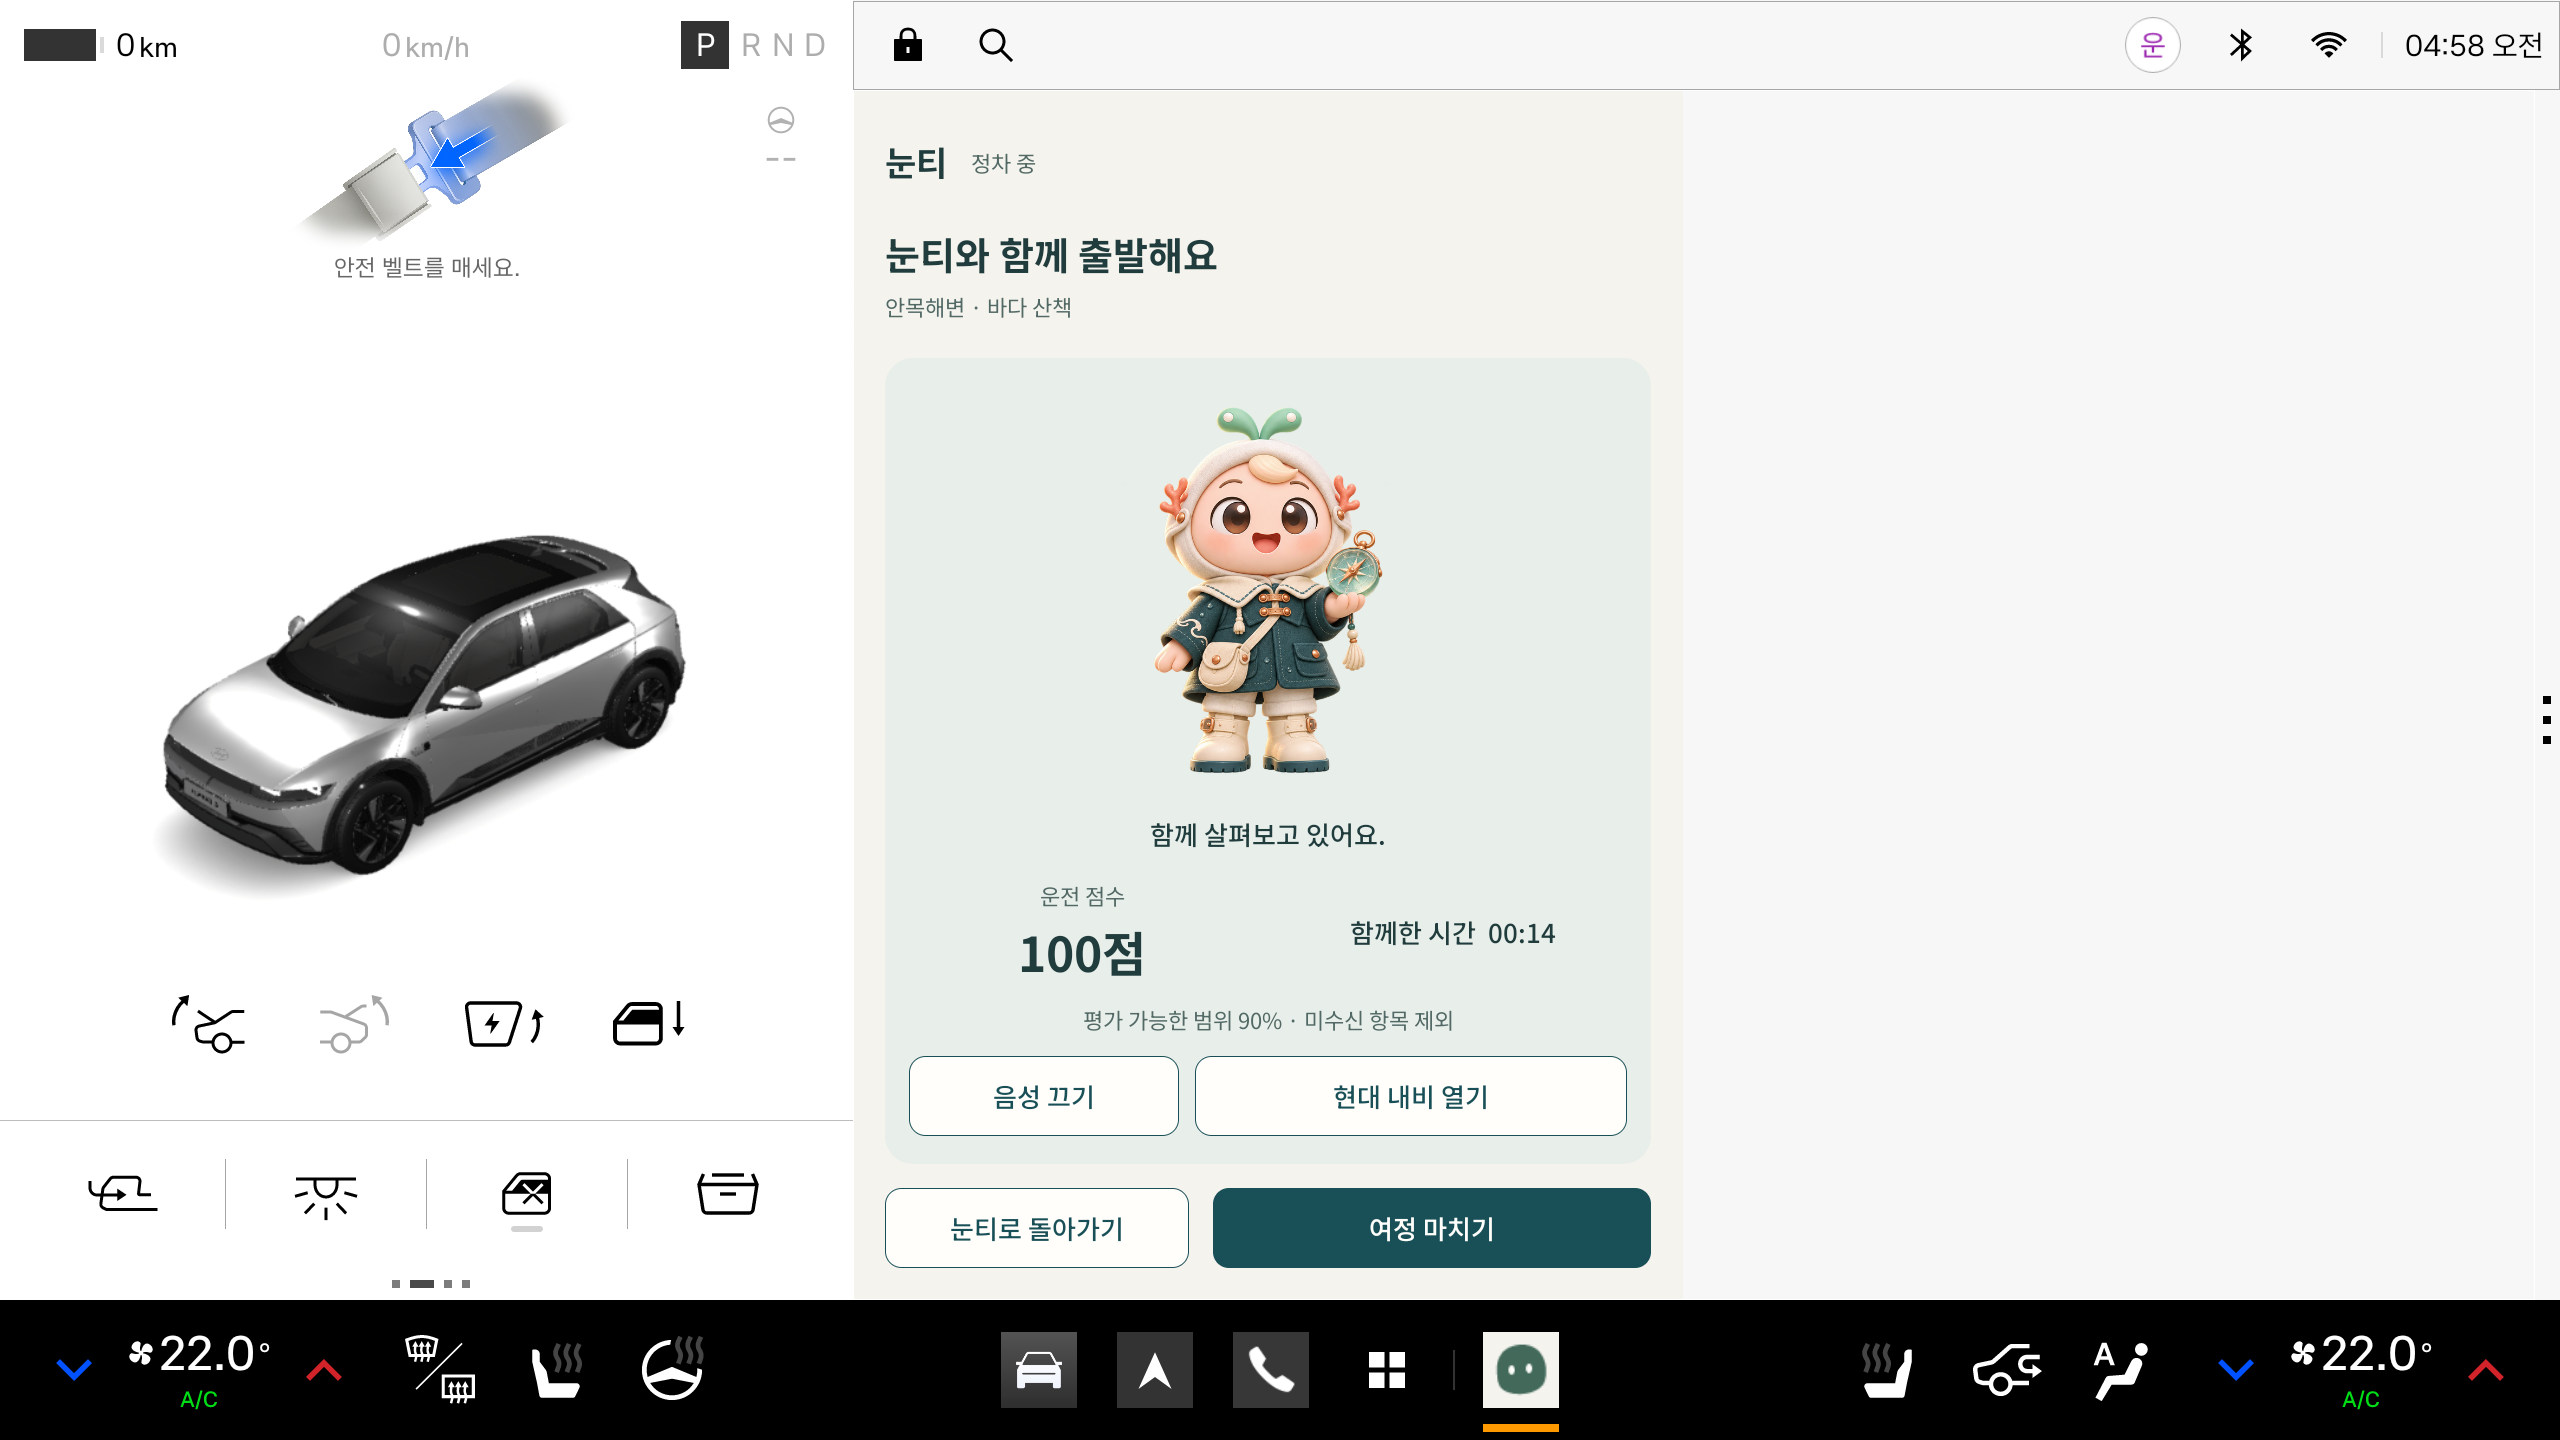 0 km
0 km/h
P R N D
안전 벨트를 매세요.
운
04:58 오전
눈티 정차 중
눈티와 함께 출발해요
안목해변 · 바다 산책
함께 살펴보고 있어요.
운전 점수
100점
함께한 시간 00:14
평가 가능한 범위 90% · 미수신 항목 제외
음성 끄기
현대 내비 열기
눈티로 돌아가기
여정 마치기
22.0°
A/C
A
22.0°
A/C